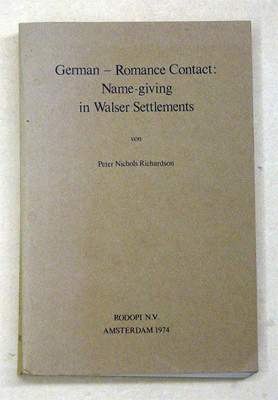 German – Romance Contact:
Name-giving
in Walser Settlements
von
Peter Nichols Richardson
RODOPI N.V.
AMSTERDAM 1974